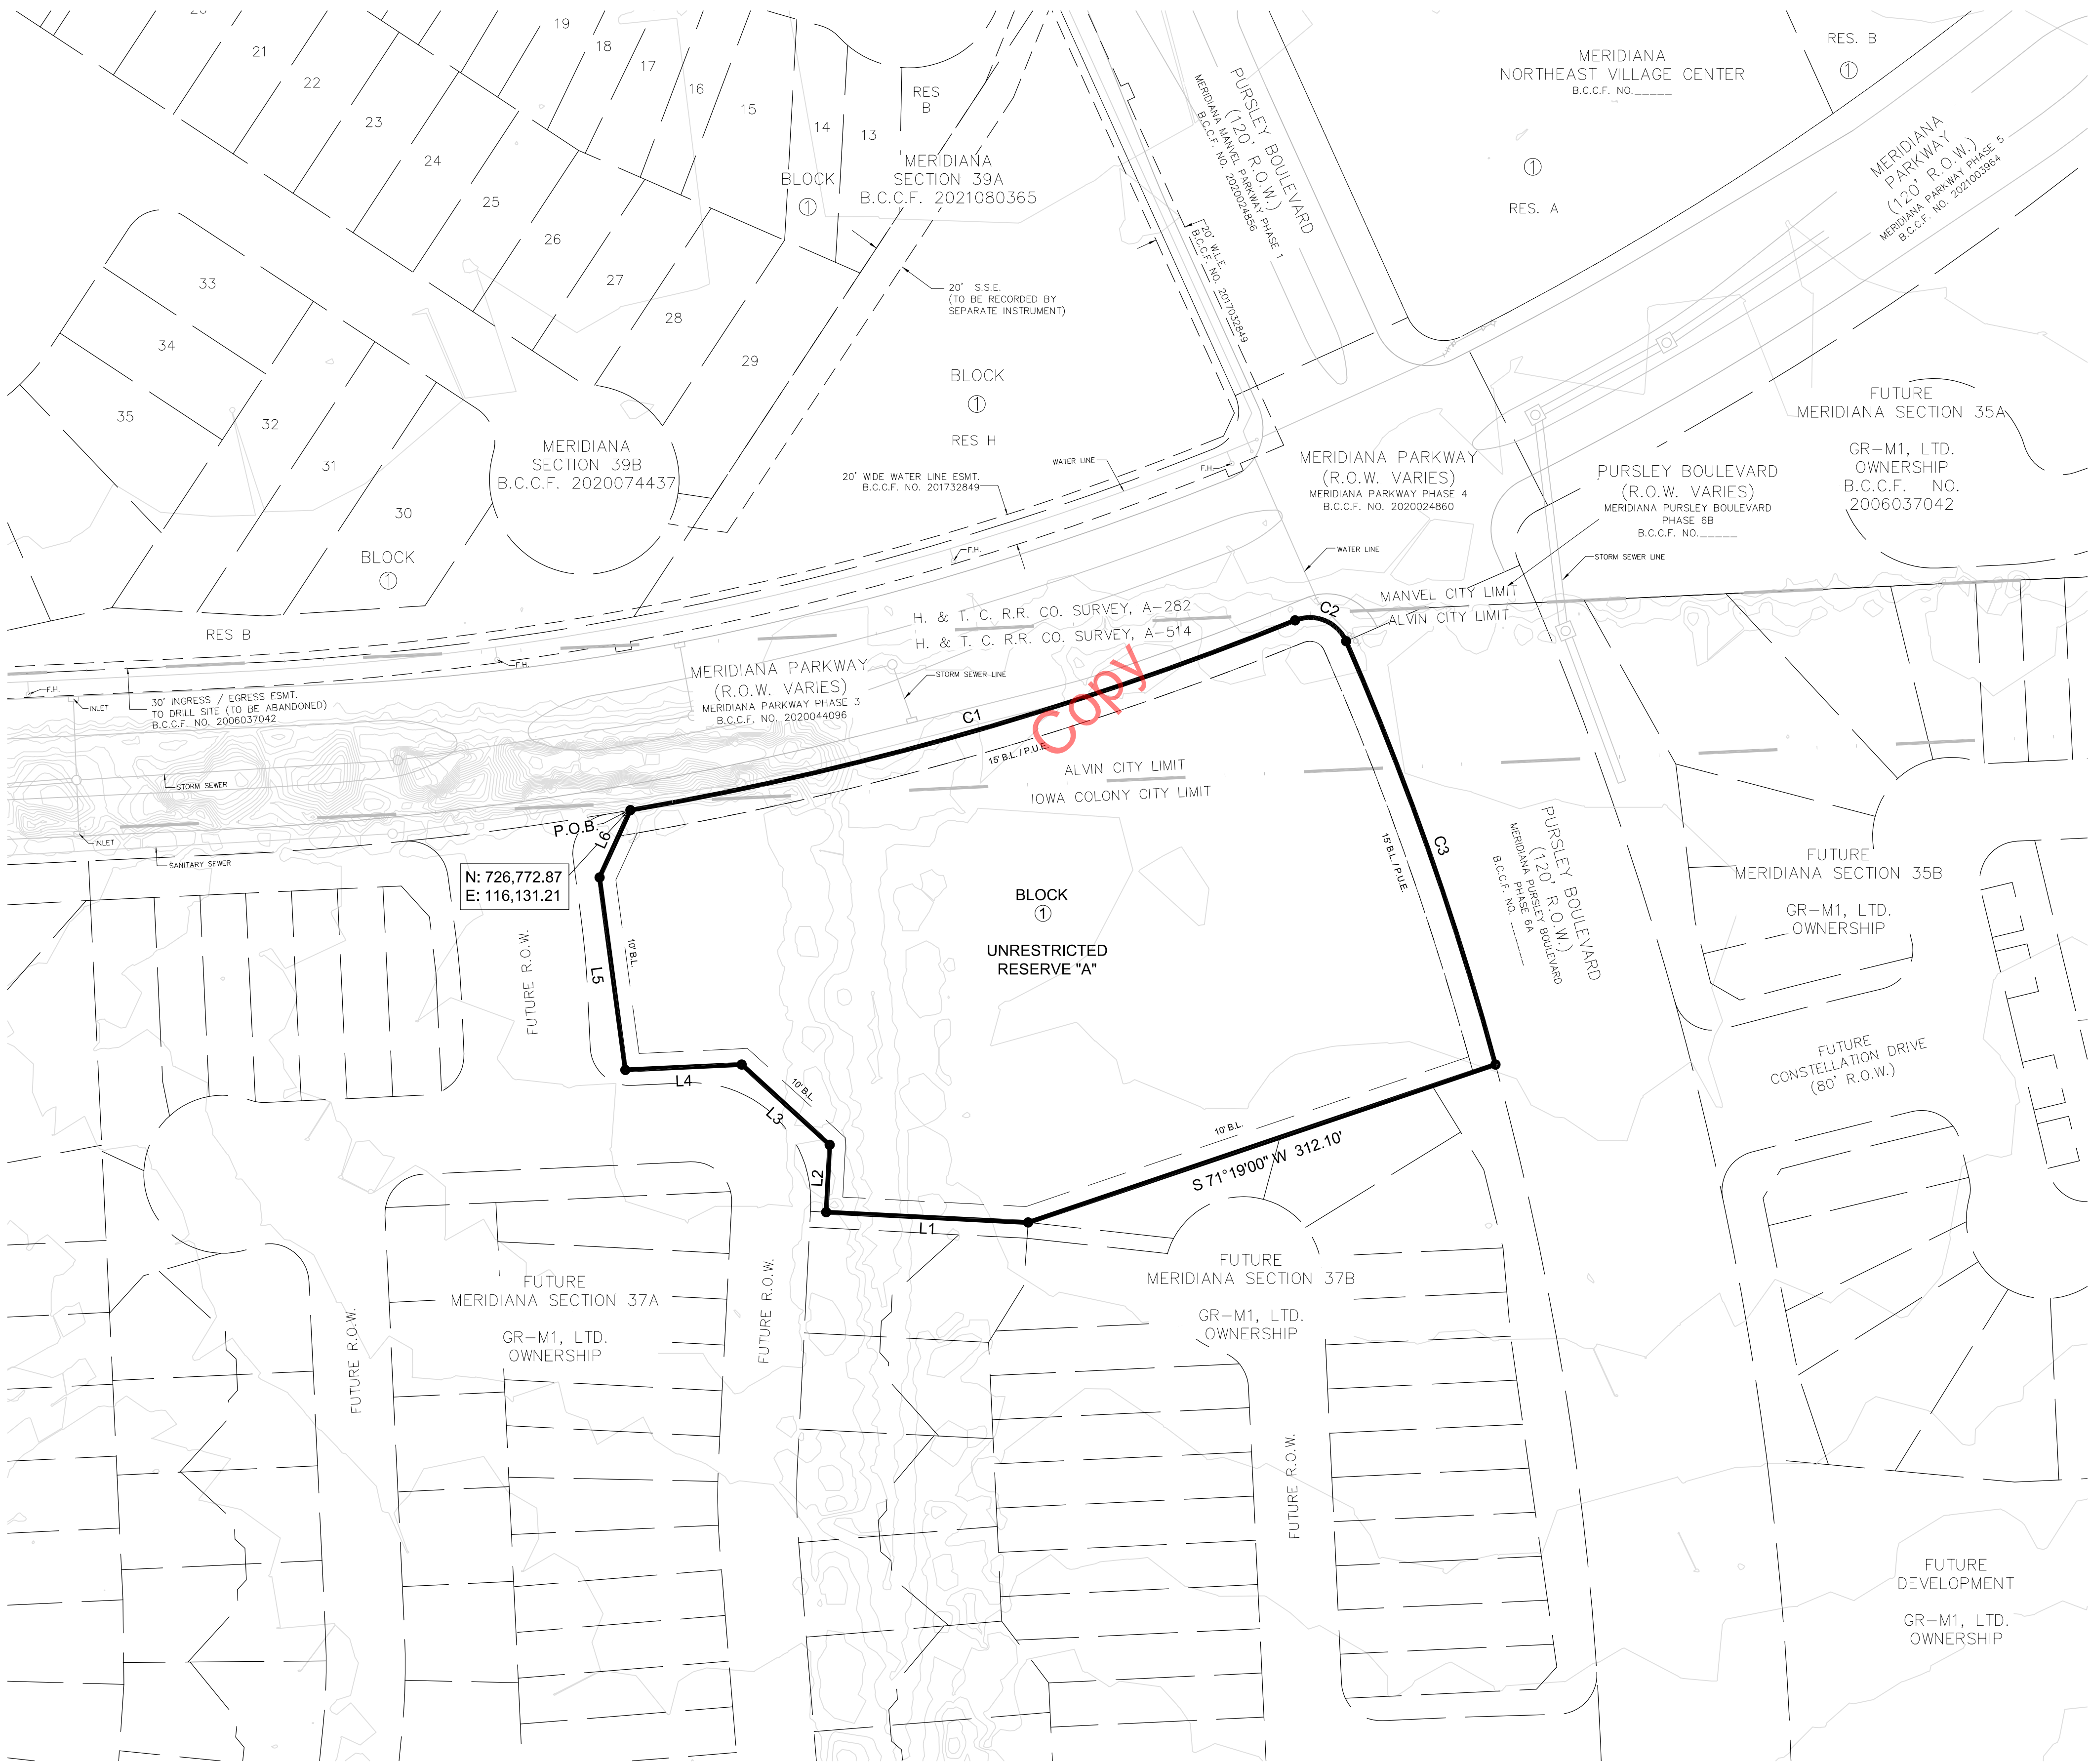 21
22
23
24
25
26
27
28
29
19
18
17
16
15
14
13
RES
B
BLOCK
①
MERIDIANA
SECTION 39A
B.C.C.F. 2021080365
20' S.S.E.
(TO BE RECORDED BY
SEPARATE INSTRUMENT)
BLOCK
①
RES H
PURSLEY BOULEVARD
(120' R.O.W.)
MERIDIANA MANVEL PARKWAY PHASE 1
B.C.C.F. NO. 2020024856
20' W.L.E.
B.C.C.F. NO. 2017032849
MERIDIANA
NORTHEAST VILLAGE CENTER
B.C.C.F. NO._____
①
RES. A
RES. B
①
MERIDIANA
PARKWAY
(120' R.O.W.)
MERIDIANA PARKWAY PHASE 5
B.C.C.F. NO. 2021003964
33
34
35
32
31
30
BLOCK
①
RES B
MERIDIANA
SECTION 39B
B.C.C.F. 2020074437
20' WIDE WATER LINE ESMT.
B.C.C.F. NO. 201732849
WATER LINE
F.H.
F.H.
MERIDIANA PARKWAY
(R.O.W. VARIES)
MERIDIANA PARKWAY PHASE 4
B.C.C.F. NO. 2020024860
WATER LINE
PURSLEY BOULEVARD
(R.O.W. VARIES)
MERIDIANA PURSLEY BOULEVARD
PHASE 6B
B.C.C.F. NO._____
STORM SEWER LINE
FUTURE
MERIDIANA SECTION 35A
GR-M1, LTD.
OWNERSHIP
B.C.C.F. NO.
2006037042
MANVEL CITY LIMIT
ALVIN CITY LIMIT
H. & T. C. R.R. CO. SURVEY, A-282
H. & T. C. R.R. CO. SURVEY, A-514
C2
F.H.
F.H.
INLET
30' INGRESS / EGRESS ESMT.
TO DRILL SITE (TO BE ABANDONED)
B.C.C.F. NO. 2006037042
MERIDIANA PARKWAY
(R.O.W. VARIES)
MERIDIANA PARKWAY PHASE 3
B.C.C.F. NO. 2020044096
STORM SEWER LINE
C1
Copy
15' B.L. / P.U.E.
ALVIN CITY LIMIT
IOWA COLONY CITY LIMIT
STORM SEWER
INLET
SANITARY SEWER
P.O.B.
L6
N: 726,772.87
E: 116,131.21
FUTURE R.O.W.
L5
10' B.L.
BLOCK
①
UNRESTRICTED
RESERVE "A"
15' B.L. / P.U.E.
C3
PURSLEY BOULEVARD
(120' R.O.W.)
MERIDIANA PURSLEY BOULEVARD
PHASE 6A
B.C.C.F. NO. _____
FUTURE
MERIDIANA SECTION 35B
GR-M1, LTD.
OWNERSHIP
FUTURE
CONSTELLATION DRIVE
(80' R.O.W.)
L4
L3
10' B.L.
L2
L1
10' B.L.
S 71°19'00" W 312.10'
FUTURE
MERIDIANA SECTION 37A
GR-M1, LTD.
OWNERSHIP
FUTURE R.O.W.
FUTURE R.O.W.
FUTURE
MERIDIANA SECTION 37B
GR-M1, LTD.
OWNERSHIP
FUTURE R.O.W.
FUTURE
DEVELOPMENT
GR-M1, LTD.
OWNERSHIP